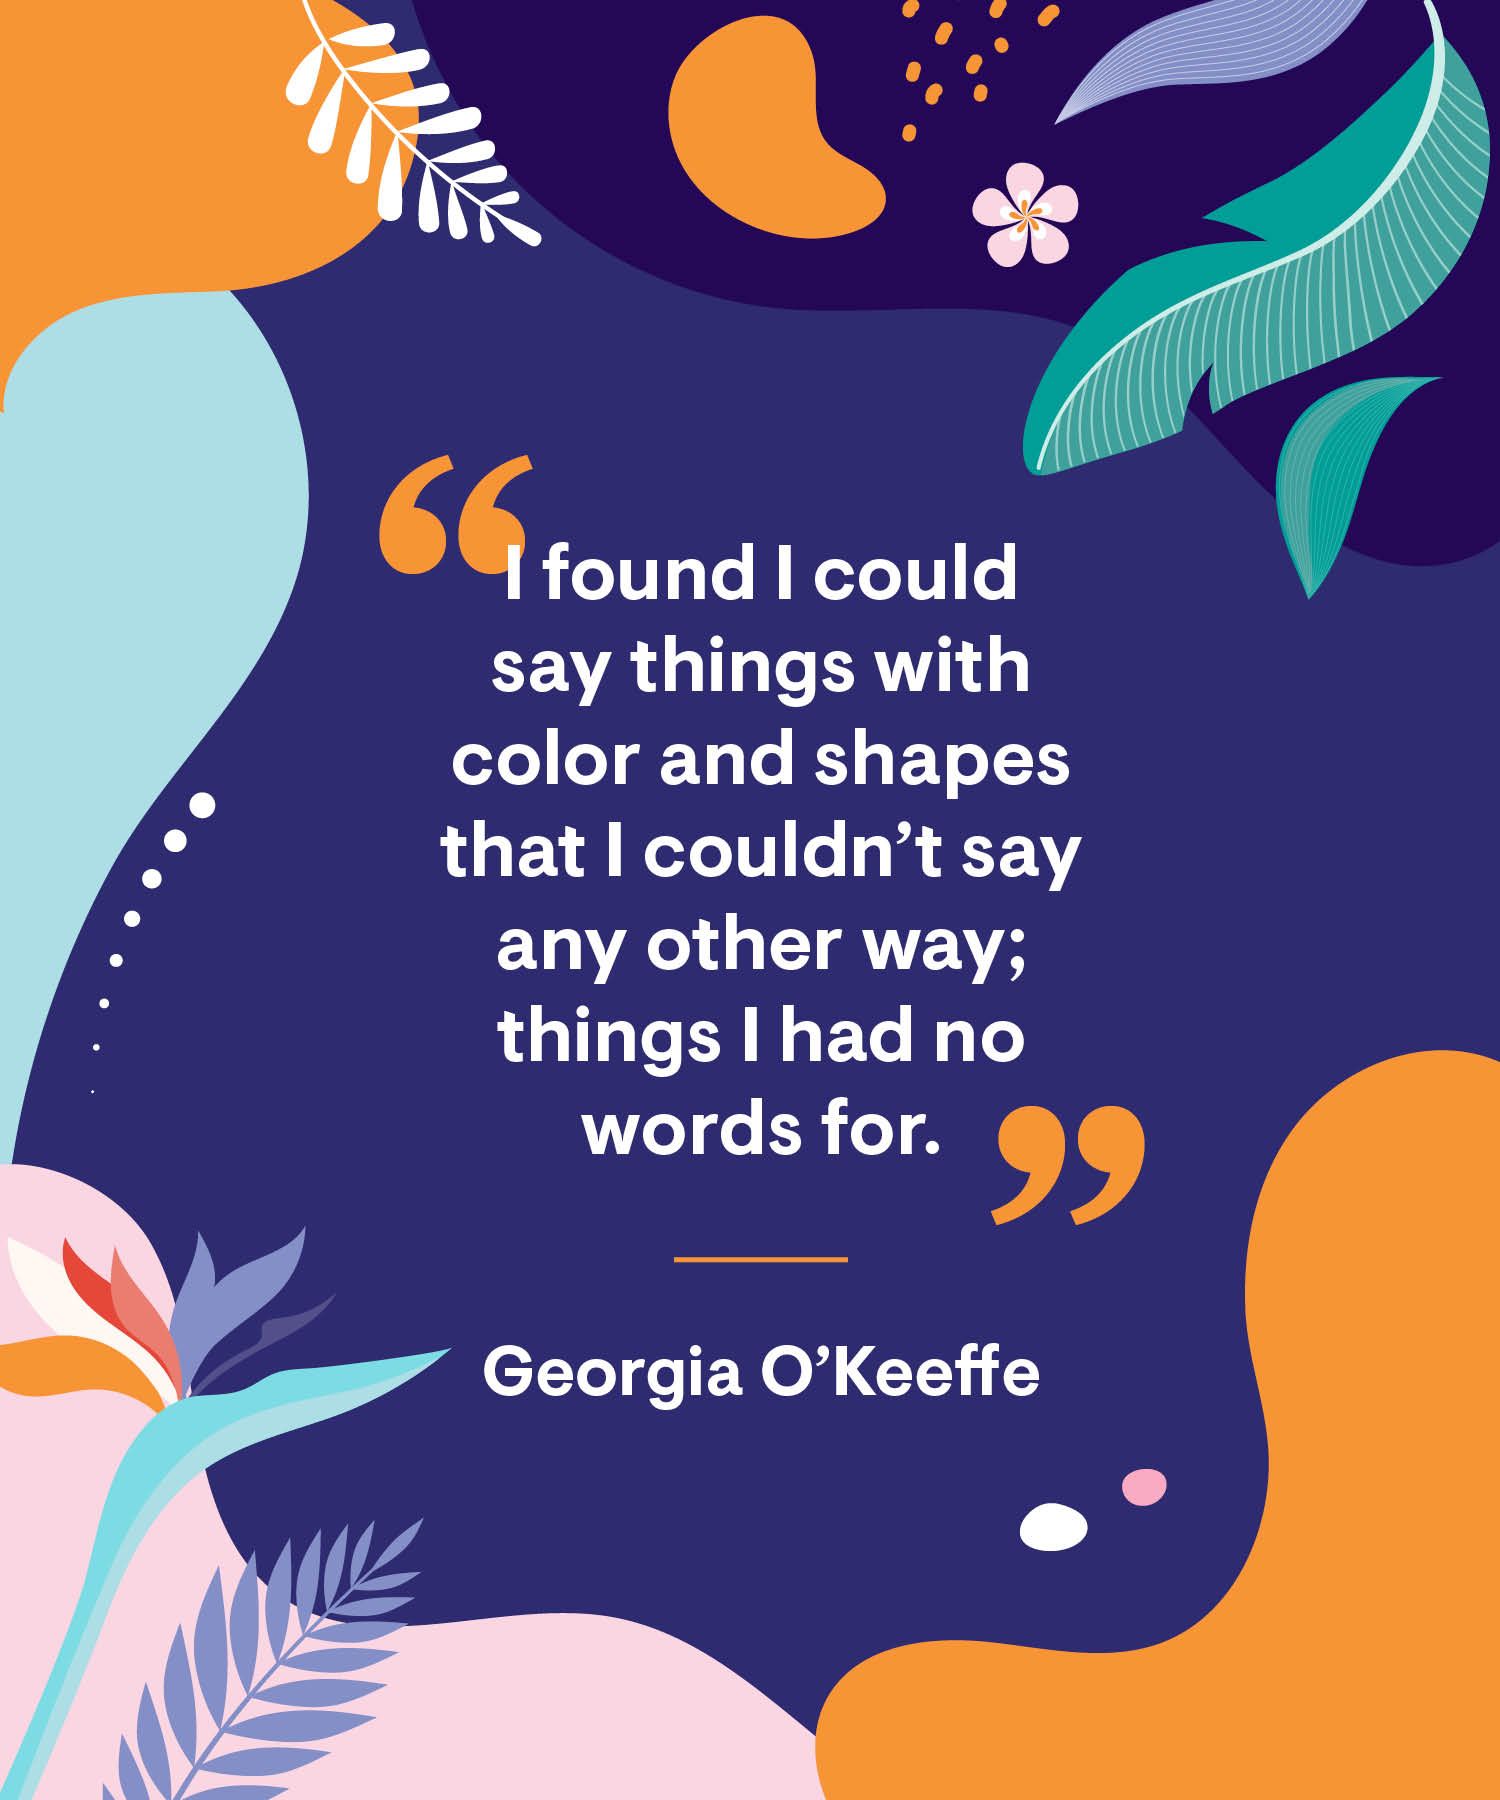 “I found I could
say things with
color and shapes
that I couldn’t say
any other way;
things I had no
words for.”
Georgia O’Keeffe